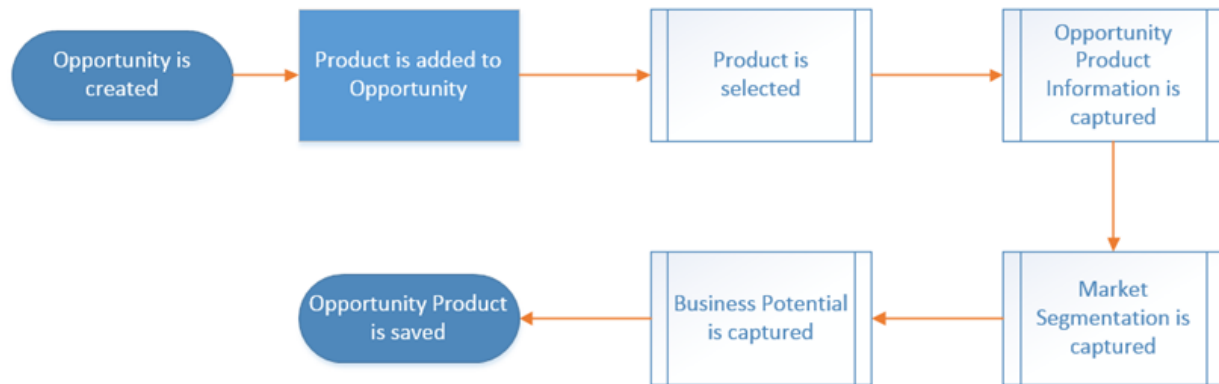 Opportunity is
created
Product is added to
Opportunity
Product is
selected
Opportunity
Product
Information is
captured
Market
Segmentation is
captured
Business Potential
is captured
Opportunity Product
is saved